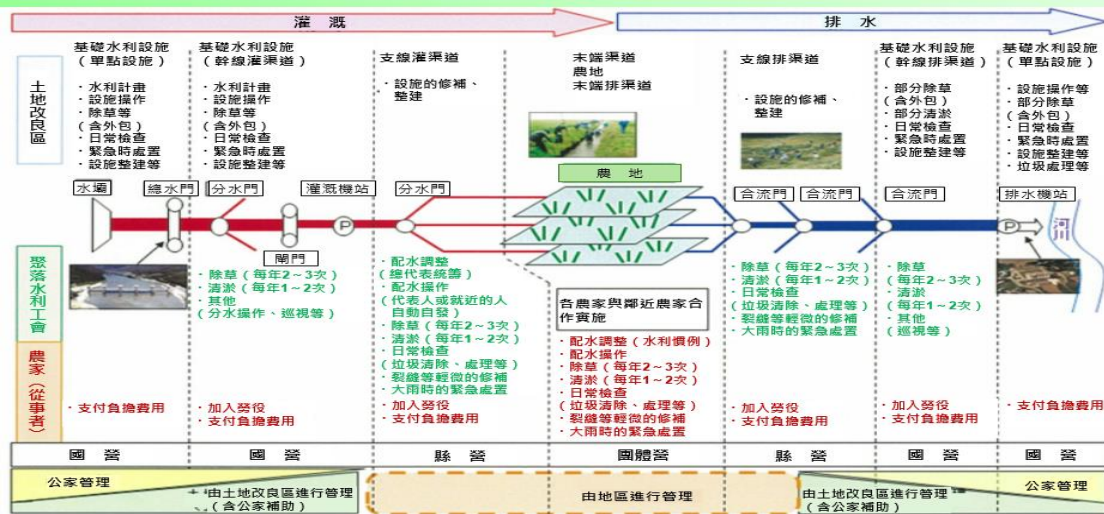 灌 溉
排 水
土地改良區
基礎水利設施
(單點設施)
・水利計畫
・設施操作
・除草等
(含外包)
・日常檢查
・緊急時處置
・設施整建等
基礎水利設施
(幹線灌渠道)
・水利計畫
・設施操作
・除草等
(含外包)
・日常檢查
・緊急時處置
・設施整建等
支線灌渠道
・設施的修補、
整建
末端渠道
農地
末端排渠道
支線排渠道
・設施的修補、
整建
基礎水利設施
(幹線排渠道)
・部分除草
(含外包)
・部分清淤
・日常檢查
・緊急時處置
・設施整建等
基礎水利設施
(單點設施)
・設施操作等
・部分除草
(含外包)
・日常檢查
・緊急時處置
・設施整建等
・垃圾處理等
水壩
總水門
分水門
灌溉機站
分水門
農 地
合流門
合流門
合流門
排水機站
P
P
河
閘門
聚落水利工會
・除草(每年2~3次)
・清淤(每年1~2次)
・其他
(分水操作、巡視等)
・配水調整
(總代表統籌)
・配水操作
(代表人或就近的人
自動自發)
・除草(每年2~3次)
・清淤(每年1~2次)
・日常檢查
(垃圾清除、處理等)
・裂縫等輕微的修補
・大雨時的緊急處置
各農家與鄰近農家合
作實施
・配水調整(水利慣例)
・配水操作
・除草(每年2~3次)
・清淤(每年1~2次)
・日常檢查
(垃圾清除、處理等)
・裂縫等輕微的修補
・大雨時的緊急處置
・除草(每年2~3次)
・清淤(每年1~2次)
・日常檢查
(垃圾清除、處理等)
・裂縫等輕微的修補
・大雨時的緊急處置
・除草
(每年2~3次)
・清淤
(每年1~2次)
・其他
(巡視等)
農家(從事者)
・支付負擔費用
・加入勞役
・支付負擔費用
・加入勞役
・支付負擔費用
・加入勞役
・支付負擔費用
・加入勞役
・支付負擔費用
・支付負擔費用
國 營
國 營
縣 營
團體營
縣 營
國 營
國 營
公家管理
由土地改良區進行管理
(含公家補助)
由地區進行管理
由土地改良區進行管理
(含公家補助)
公家管理